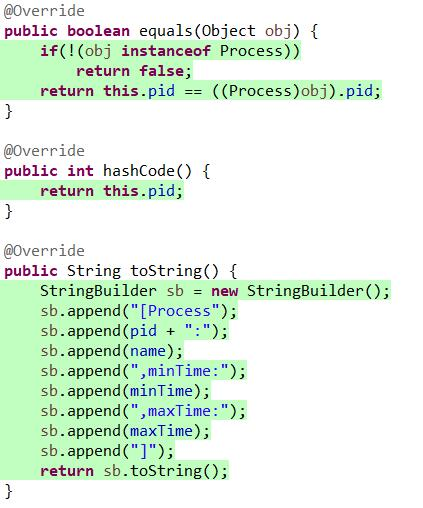 @Override
public boolean equals(Object obj) {
    if(!(obj instanceof Process))
        return false;
    return this.pid == ((Process)obj).pid;
}

@Override
public int hashCode() {
    return this.pid;
}

@Override
public String toString() {
    StringBuilder sb = new StringBuilder();
    sb.append("[Process");
    sb.append(pid + ":");
    sb.append(name);
    sb.append(",minTime:");
    sb.append(minTime);
    sb.append(",maxTime:");
    sb.append(maxTime);
    sb.append("]");
    return sb.toString();
}